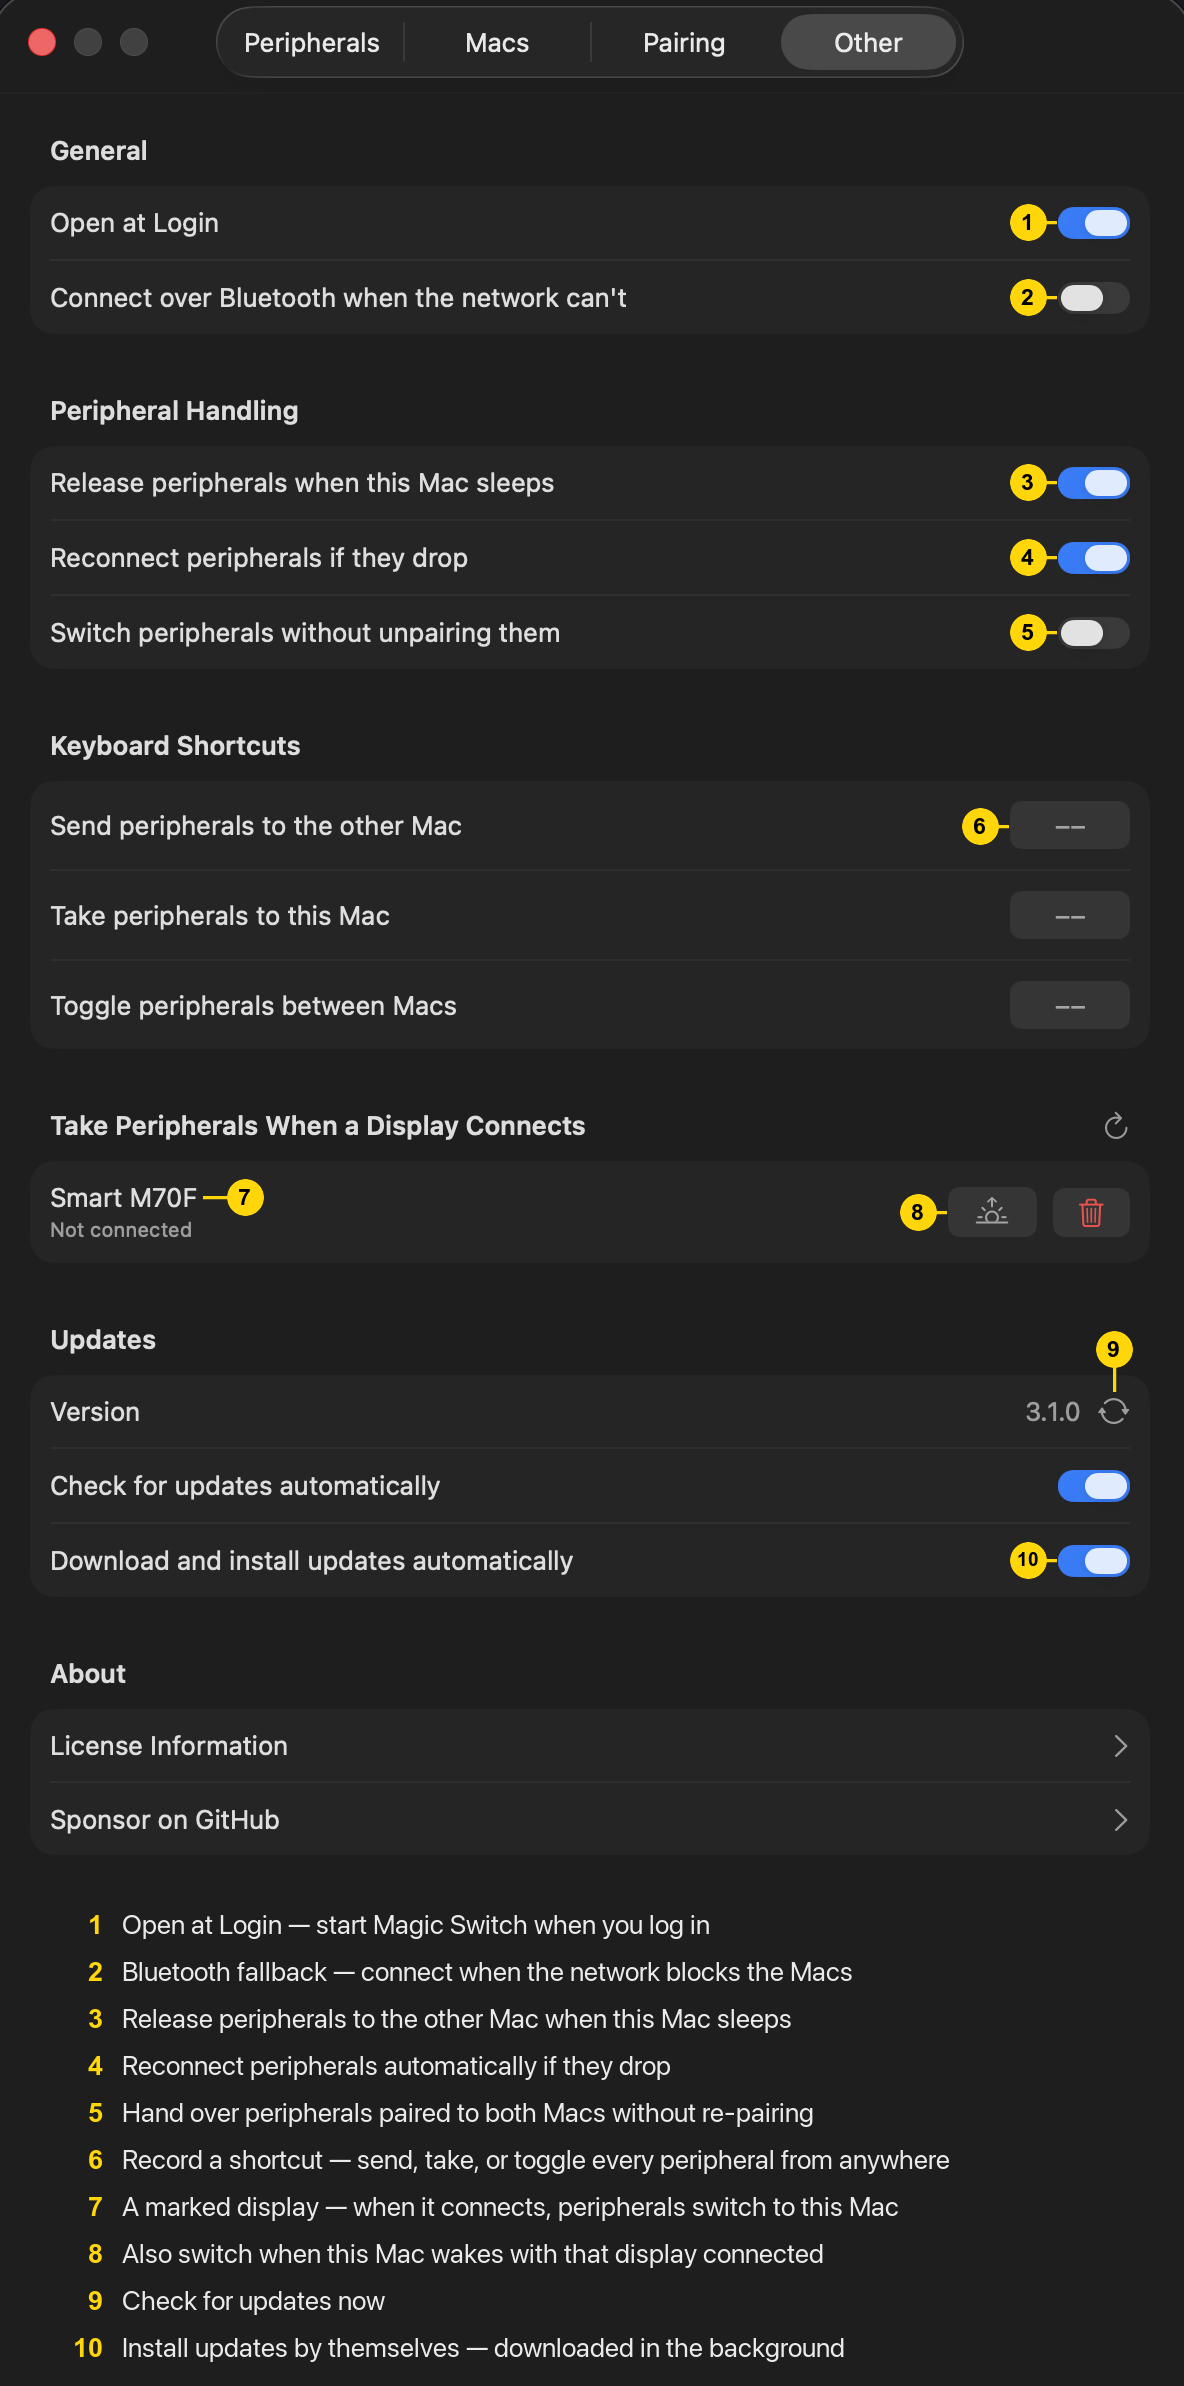 Peripherals
Macs
Pairing
Other
General
Open at Login
1
Connect over Bluetooth when the network can't
2
Peripheral Handling
Release peripherals when this Mac sleeps
3
Reconnect peripherals if they drop
4
Switch peripherals without unpairing them
5
Keyboard Shortcuts
Send peripherals to the other Mac
6
––
Take peripherals to this Mac
––
Toggle peripherals between Macs
––
Take Peripherals When a Display Connects
Smart M70F
7
Not connected
8
Updates
9
Version
3.1.0
Check for updates automatically
Download and install updates automatically
10
About
License Information
Sponsor on GitHub
1 Open at Login — start Magic Switch when you log in
2 Bluetooth fallback — connect when the network blocks the Macs
3 Release peripherals to the other Mac when this Mac sleeps
4 Reconnect peripherals automatically if they drop
5 Hand over peripherals paired to both Macs without re-pairing
6 Record a shortcut — send, take, or toggle every peripheral from anywhere
7 A marked display — when it connects, peripherals switch to this Mac
8 Also switch when this Mac wakes with that display connected
9 Check for updates now
10 Install updates by themselves — downloaded in the background